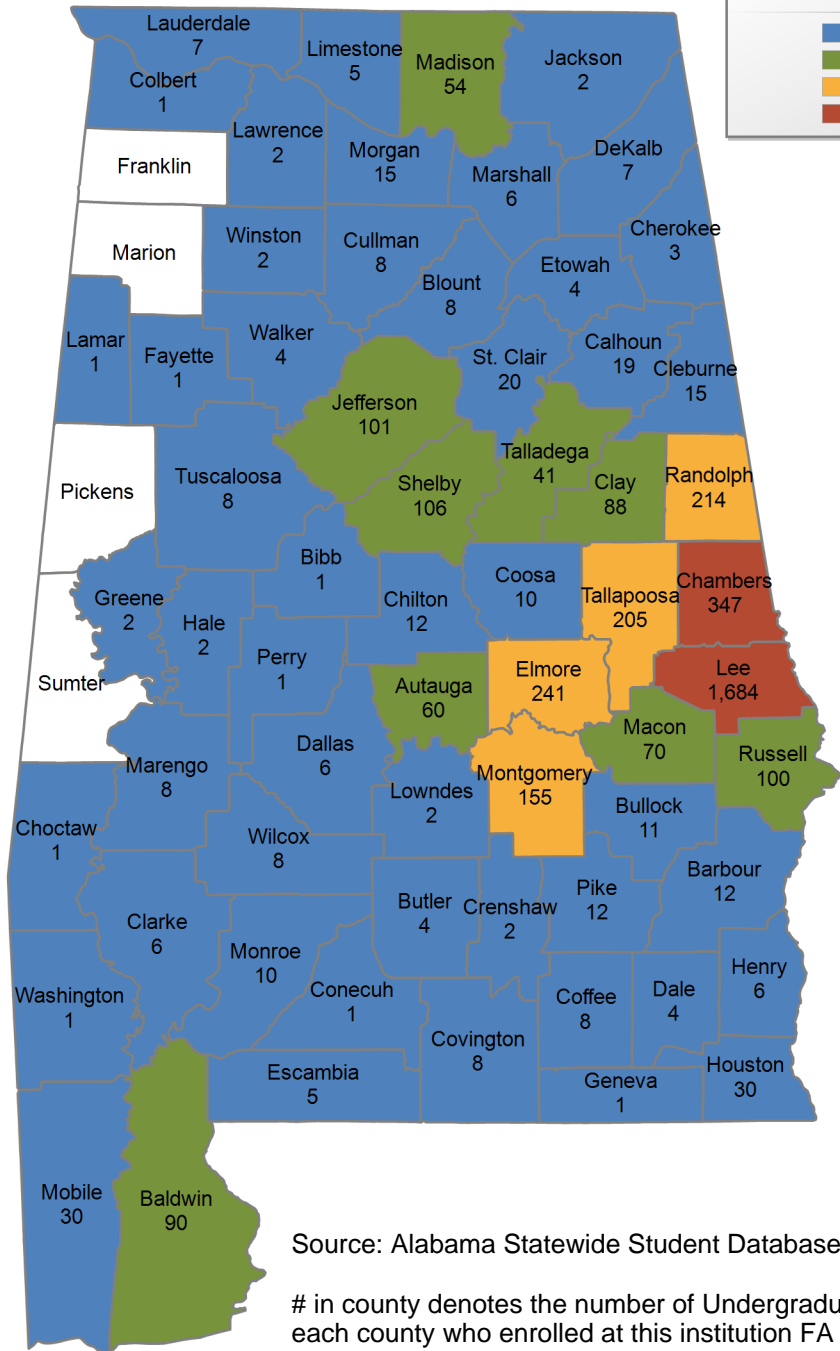 Lauderdale
7
Limestone
5
Madison
54
Jackson
2
Colbert
1
Lawrence
2
Franklin
Morgan
15
DeKalb
7
Marshall
6
Marion
Winston
2
Cullman
8
Cherokee
3
Etowah
4
Blount
8
Lamar
1
Fayette
1
Walker
4
St. Clair
20
Calhoun
19
Cleburne
15
Jefferson
101
Talladega
41
Pickens
Tuscaloosa
8
Shelby
106
Clay
88
Randolph
214
Bibb
1
Greene
2
Hale
2
Chilton
12
Coosa
10
Tallapoosa
205
Chambers
347
Perry
1
Sumter
Autauga
60
Elmore
241
Lee
1,684
Macon
70
Russell
100
Marengo
8
Dallas
6
Lowndes
2
Montgomery
155
Bullock
11
Choctaw
1
Wilcox
8
Barbour
12
Clarke
6
Butler
4
Crenshaw
2
Pike
12
Monroe
10
Washington
1
Conecuh
1
Coffee
8
Dale
4
Henry
6
Covington
8
Escambia
5
Geneva
1
Houston
30
Mobile
30
Baldwin
90
Source: Alabama Statewide Student Database
# in county denotes the number of Undergradu
each county who enrolled at this institution FA